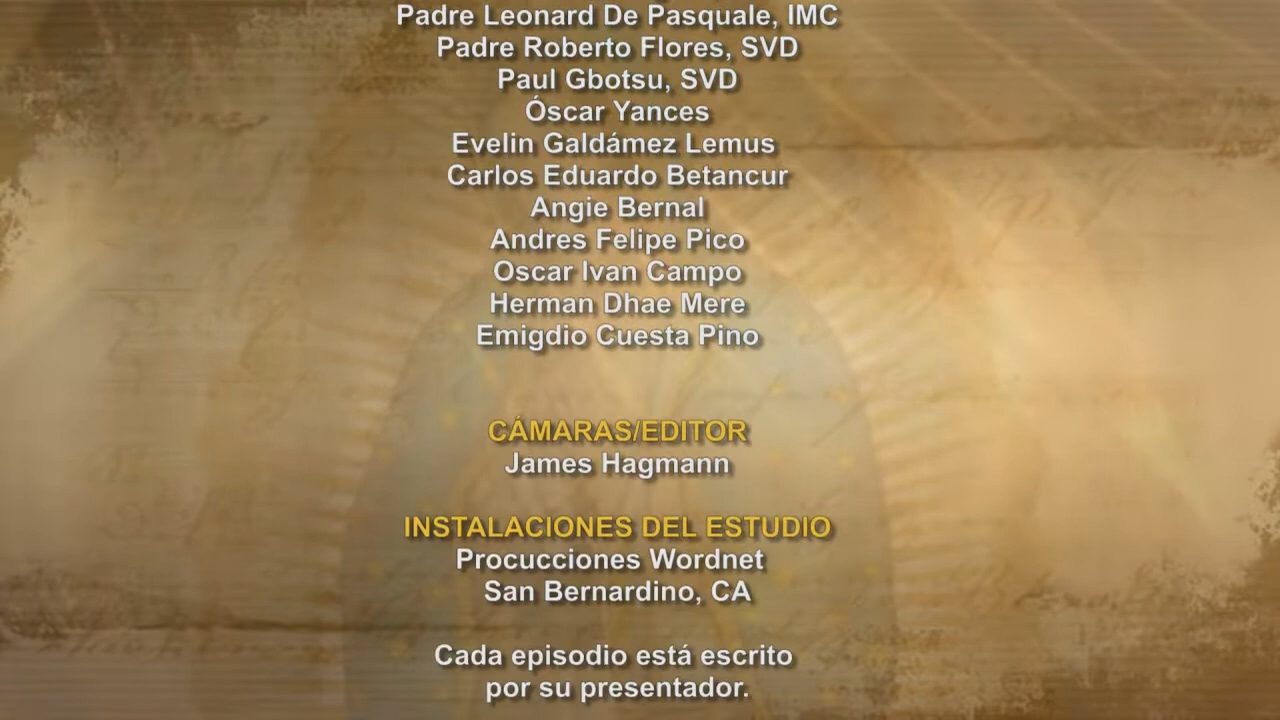 Padre Leonard De Pasquale, IMC
Padre Roberto Flores, SVD
Paul Gbotsu, SVD
Óscar Yances
Evelin Galdámez Lemus
Carlos Eduardo Betancur
Angie Bernal
Andres Felipe Pico
Oscar Ivan Campo
Herman Dhae Mere
Emigdio Cuesta Pino
CÁMARAS/EDITOR
James Hagmann
INSTALACIONES DEL ESTUDIO
Procucciones Wordnet
San Bernardino, CA
Cada episodio está escrito
por su presentador.